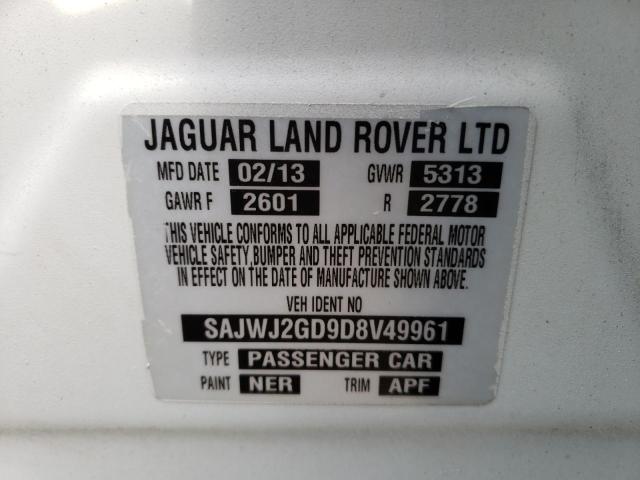 JAGUAR LAND ROVER LTD
MFD DATE 02/13 GVWR 5313
GAWR F 2601 R 2778
THIS VEHICLE CONFORMS TO ALL APPLICABLE FEDERAL MOTOR
VEHICLE SAFETY, BUMPER AND THEFT PREVENTION STANDARDS
IN EFFECT ON THE DATE OF MANUFACTURE SHOWN ABOVE.
VEH IDENT NO
SAJWJ2GD9D8V49961
TYPE PASSENGER CAR
PAINT NER TRIM APF